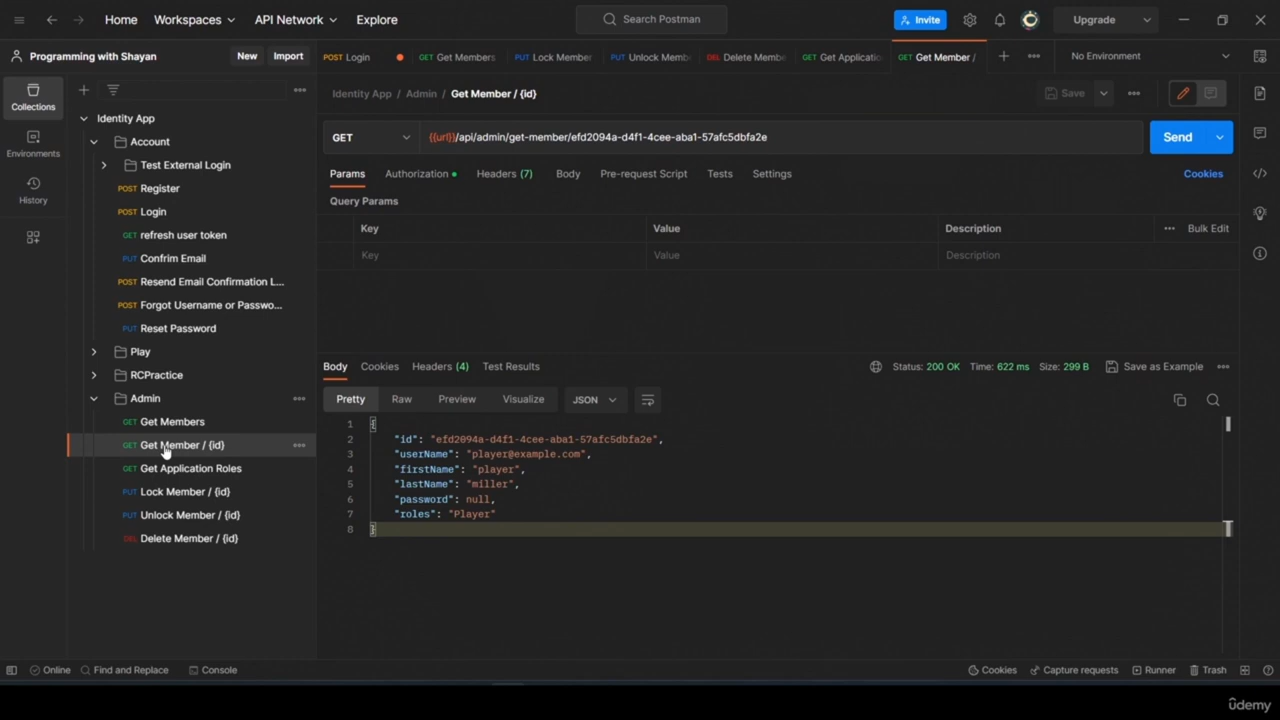 Home Workspaces API Network Explore Search Postman Invite Upgrade
Programming with Shayan New Import POST Login GET Get Members PUT Lock Member PUT Unlock Memb DEL Delete Memb GET Get Applicatio GET Get Member / No Environment
Collections
Environments
History
Identity App
Account
Test External Login
POST Register
POST Login
GET refresh user token
PUT Confrim Email
POST Resend Email Confirmation L...
POST Forgot Username or Passwo...
PUT Reset Password
Play
RCPractice
Admin
GET Get Members
GET Get Member / {id}
GET Get Application Roles
PUT Lock Member / {id}
PUT Unlock Member / {id}
DEL Delete Member / {id}
Identity App / Admin / Get Member / {id} Save
GET {{url}}/api/admin/get-member/efd2094a-d4f1-4cee-aba1-57afc5dbfa2e Send
Params Authorization Headers (7) Body Pre-request Script Tests Settings Cookies
Query Params
Key Value Description Bulk Edit
Key Value Description
Body Cookies Headers (4) Test Results Status: 200 OK Time: 622 ms Size: 299 B Save as Example
Pretty Raw Preview Visualize JSON
1 {
2 "id": "efd2094a-d4f1-4cee-aba1-57afc5dbfa2e",
3 "userName": "player@example.com",
4 "firstName": "player",
5 "lastName": "miller",
6 "password": null,
7 "roles": "Player"
8 }
Online Find and Replace Console Cookies Capture requests Runner Trash
ûdemy